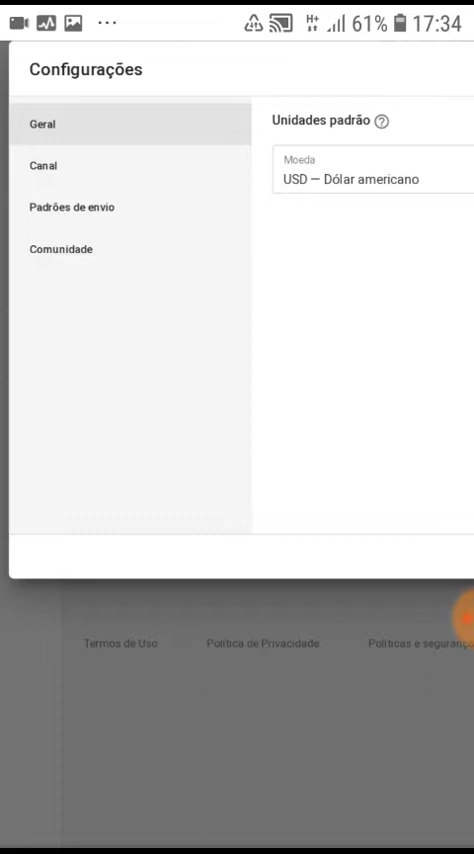 H+ 61% 17:34
Configurações
Geral
Canal
Padrões de envio
Comunidade
Unidades padrão ?
Moeda
USD — Dólar americano
Termos de Uso Política de Privacidade Políticas e segurança